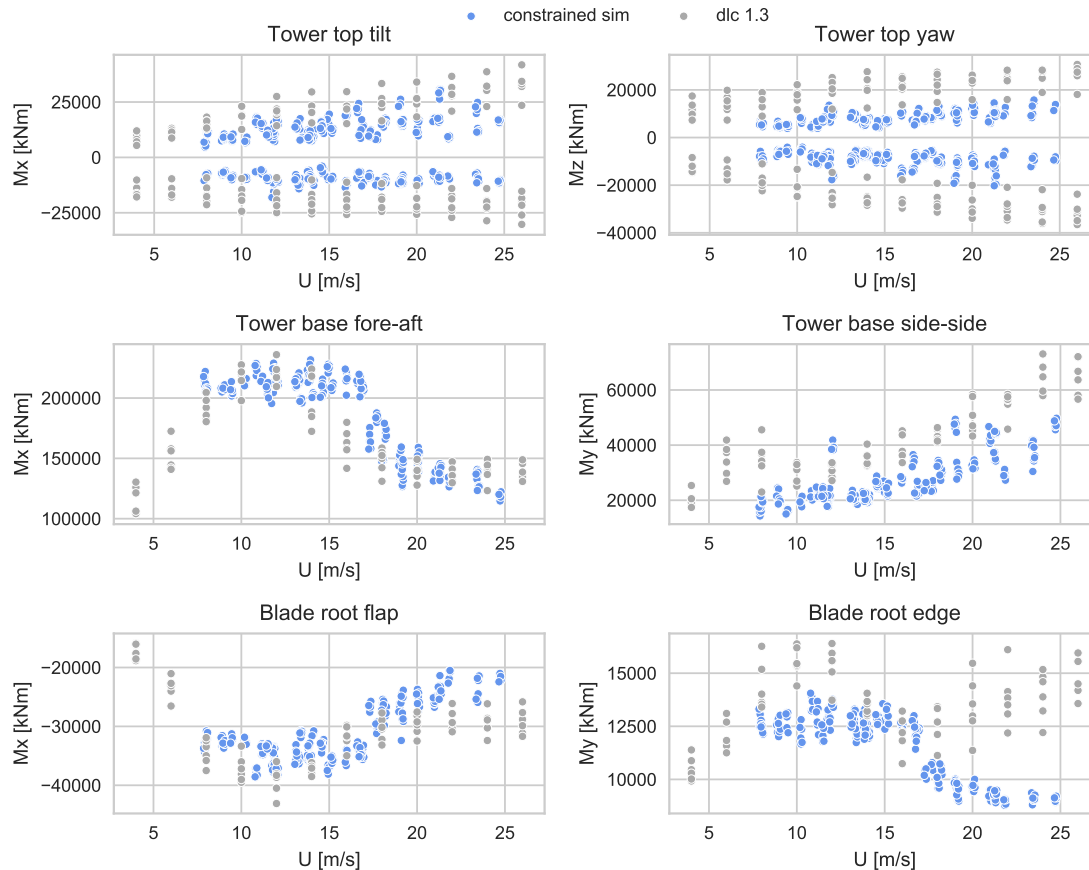 constrained sim dlc 1.3
Tower top tilt Tower top yaw
Mx [kNm]
25000
0
−25000
5 10 15 20 25
U [m/s]
Mz [kNm]
20000
0
−20000
−40000
5 10 15 20 25
U [m/s]
Tower base fore-aft Tower base side-side
Mx [kNm]
200000
150000
100000
5 10 15 20 25
U [m/s]
My [kNm]
60000
40000
20000
5 10 15 20 25
U [m/s]
Blade root flap Blade root edge
Mx [kNm]
−20000
−30000
−40000
5 10 15 20 25
U [m/s]
My [kNm]
15000
12500
10000
5 10 15 20 25
U [m/s]